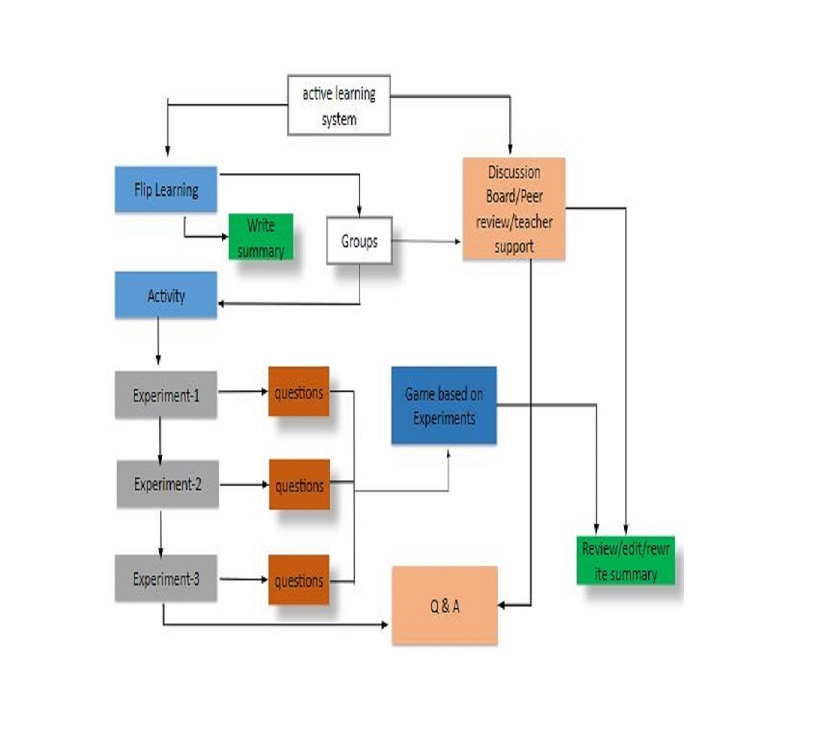 active learning
system
Flip Learning
Write
summary
Groups
Discussion
Board/Peer
review/teacher
support
Activity
Experiment-1
questions
Game based on
Experiments
Experiment-2
questions
Experiment-3
questions
Q & A
Review/edit/rewr
ite summary